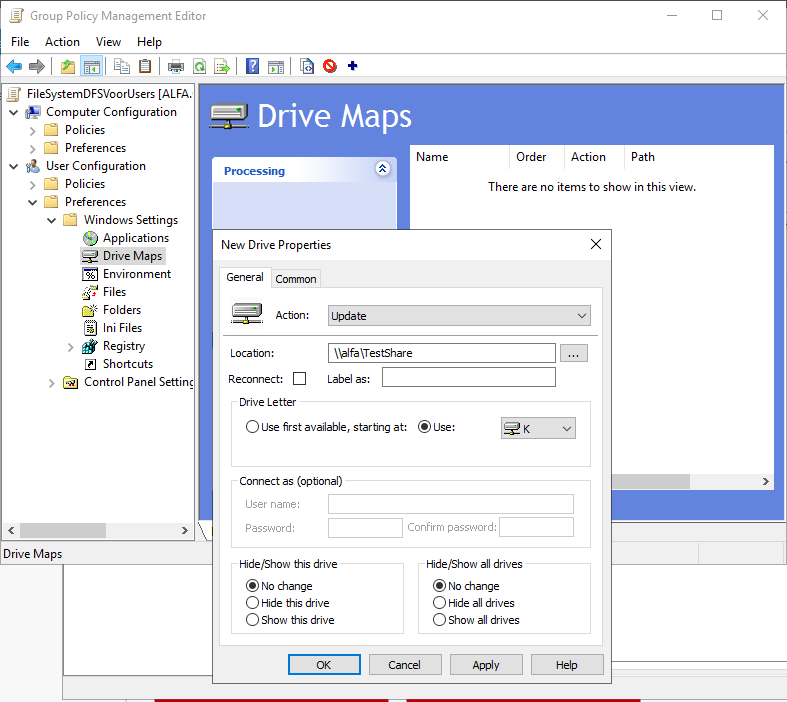 Group Policy Management Editor
File Action View Help
FileSystemDFSVoorUsers [ALFA.
Computer Configuration
Policies
Preferences
User Configuration
Policies
Preferences
Windows Settings
Applications
Drive Maps
Environment
Files
Folders
Ini Files
Registry
Shortcuts
Control Panel Setting
Drive Maps
Processing
Name Order Action Path
There are no items to show in this view.
New Drive Properties
General Common
Action: Update
Location: \\alfa\TestShare ...
Reconnect: Label as:
Drive Letter
Use first available, starting at: Use: K
Connect as (optional)
User name:
Password: Confirm password:
Hide/Show this drive
No change
Hide this drive
Show this drive
Hide/Show all drives
No change
Hide all drives
Show all drives
OK Cancel Apply Help
Drive Maps